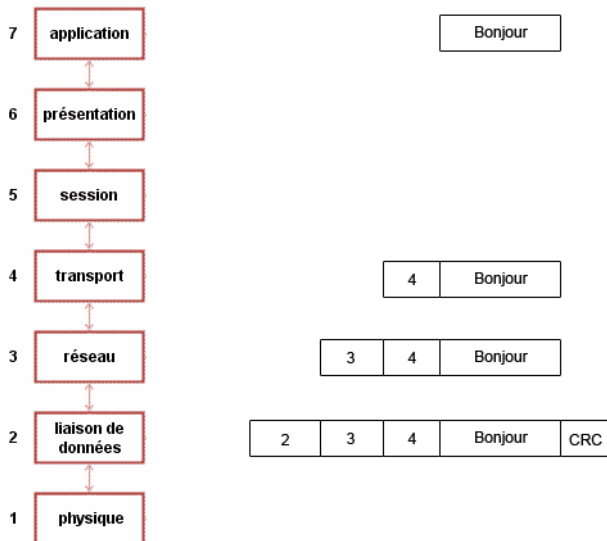 7 application Bonjour
6 présentation
5 session
4 transport 4 Bonjour
3 réseau 3 4 Bonjour
2 liaison de
données 2 3 4 Bonjour CRC
1 physique